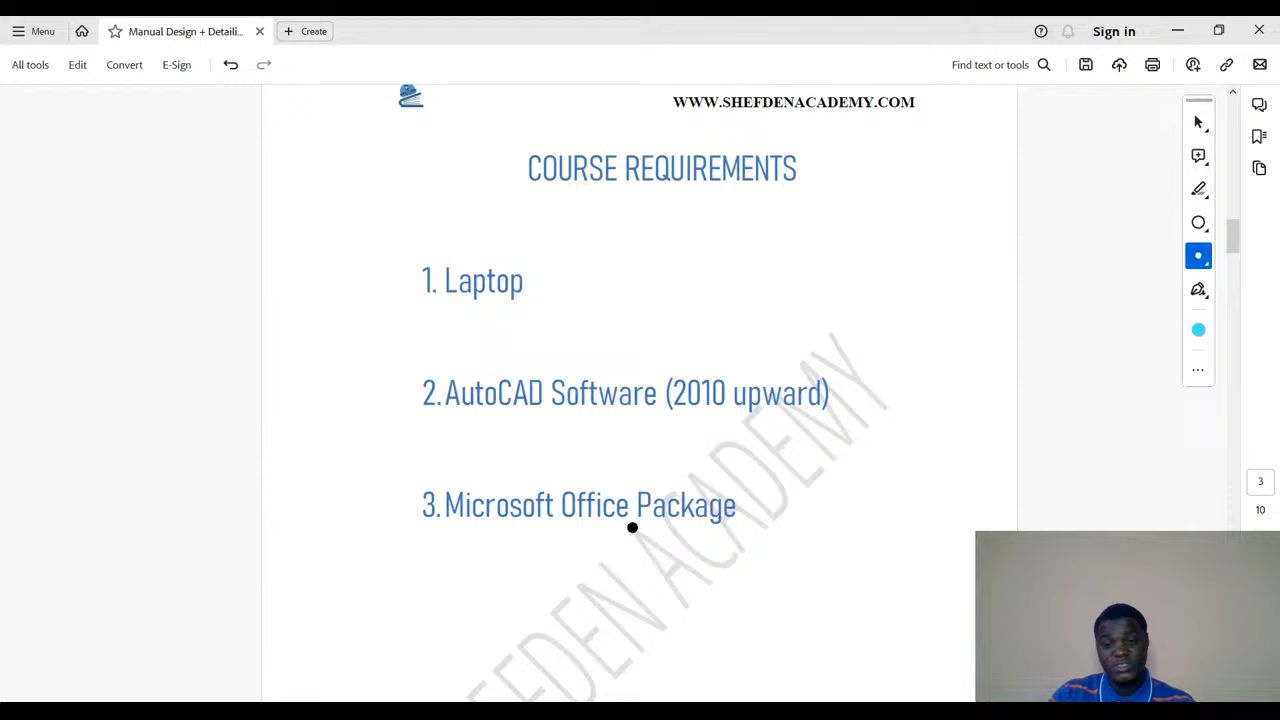 Menu
Manual Design + Detaili...
Create
Sign in
All tools
Edit
Convert
E-Sign
Find text or tools
WWW.SHEFDENACADEMY.COM
COURSE REQUIREMENTS
1. Laptop
2. AutoCAD Software (2010 upward)
3. Microsoft Office Package
SHEFDEN ACADEMY
3
10